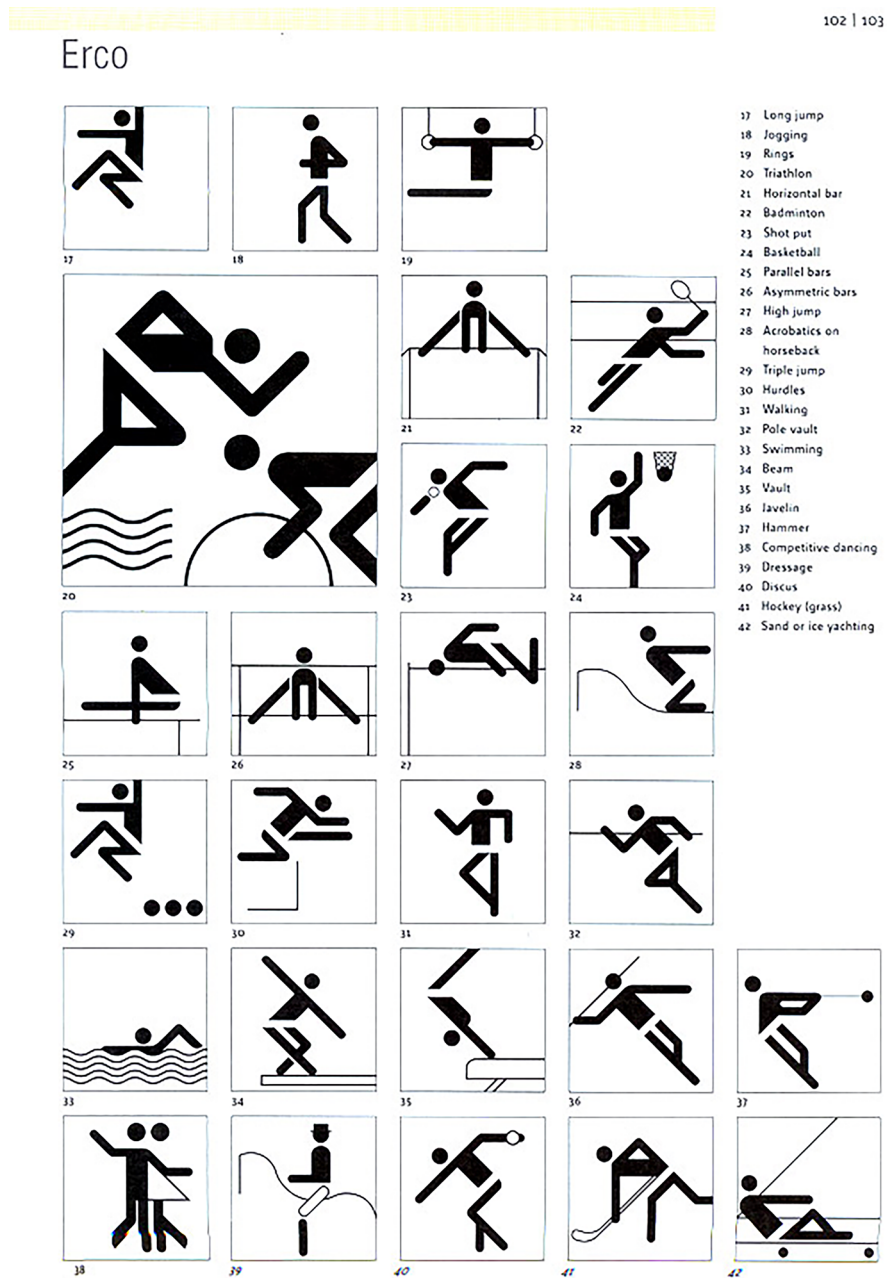 102 | 103
Erco
17 Long jump
18 Jogging
19 Rings
20 Triathlon
21 Horizontal bar
22 Badminton
23 Shot put
24 Basketball
25 Parallel bars
26 Asymmetric bars
27 High jump
28 Acrobatics on
horseback
29 Triple jump
30 Hurdles
31 Walking
32 Pole vault
33 Swimming
34 Beam
35 Vault
36 Javelin
37 Hammer
38 Competitive dancing
39 Dressage
40 Discus
41 Hockey (grass)
42 Sand or ice yachting
17 18 19
21 22
20 23 24
25 26 27 28
29 30 31 32
33 34 35 36 37
38 39 40 41 42